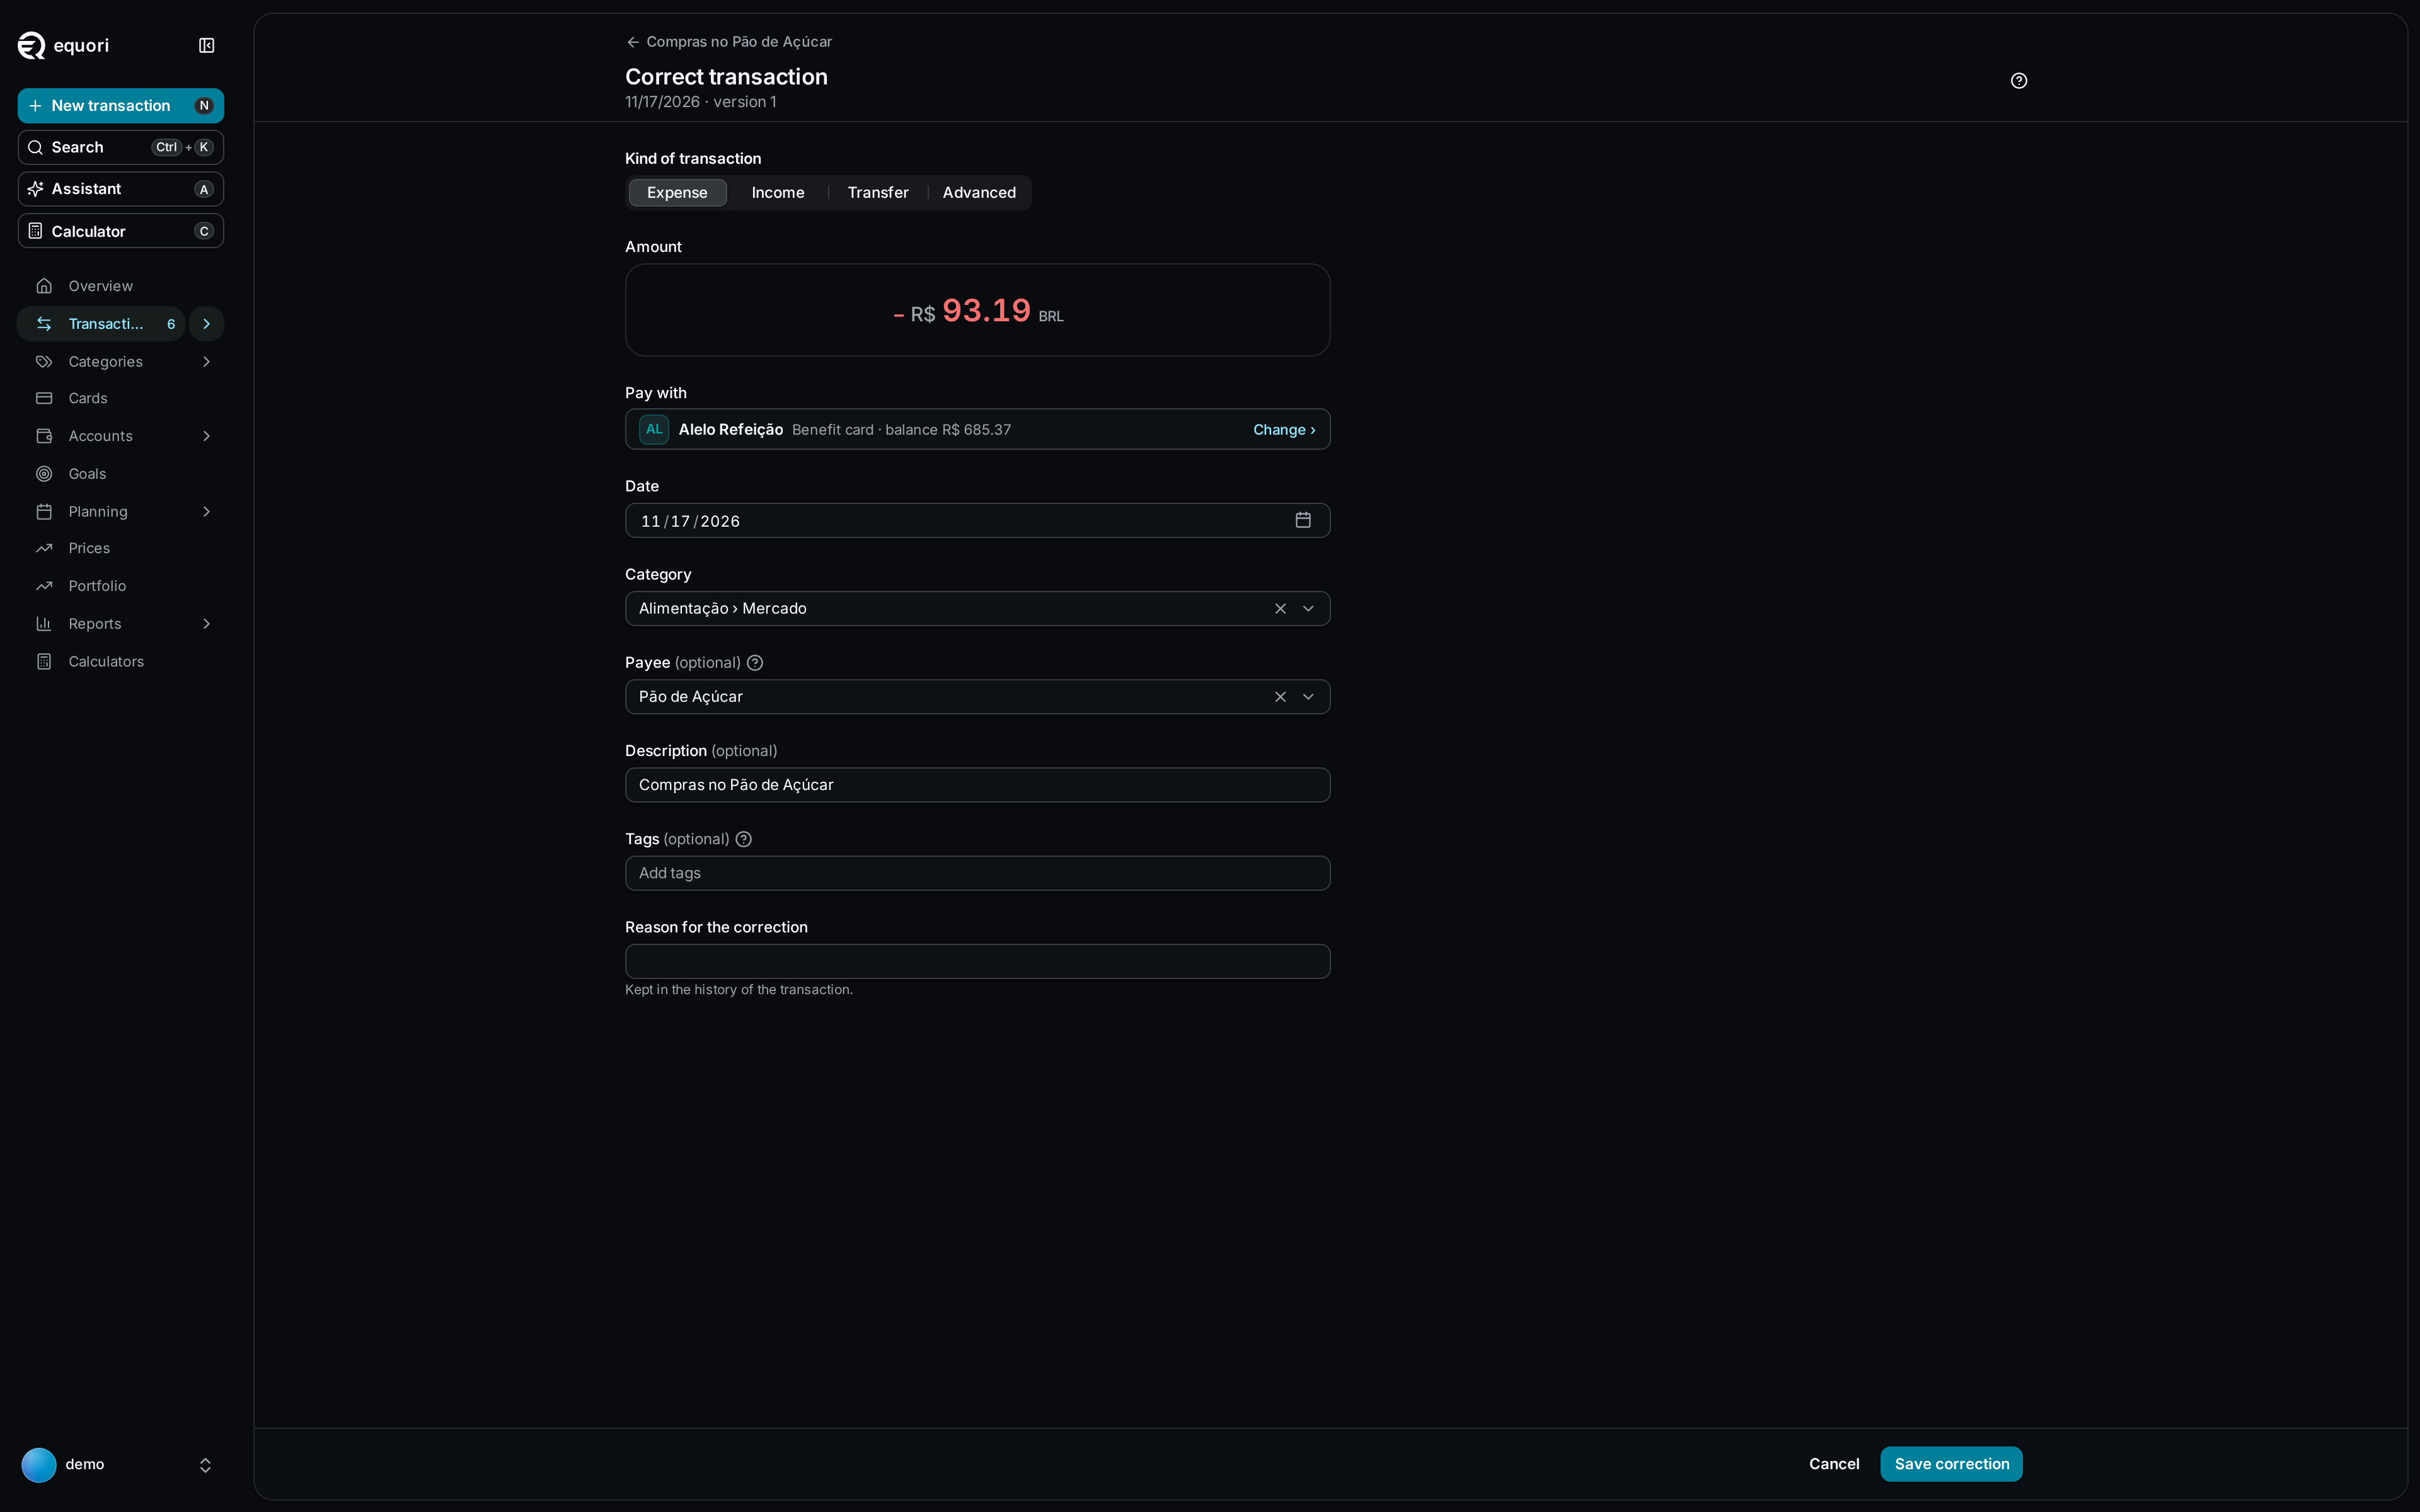 equori
New transaction N
Search Ctrl + K
Assistant A
Calculator C
Overview
Transacti... 6
Categories
Cards
Accounts
Goals
Planning
Prices
Portfolio
Reports
Calculators
demo
Compras no Pão de Açúcar
Correct transaction
11/17/2026 · version 1
Kind of transaction
Expense Income Transfer Advanced
Amount
− R$ 93.19 BRL
Pay with
AL Alelo Refeição Benefit card · balance R$ 685.37 Change ›
Date
11/17/2026
Category
Alimentação › Mercado
Payee (optional)
Pão de Açúcar
Description (optional)
Compras no Pão de Açúcar
Tags (optional)
Add tags
Reason for the correction
Kept in the history of the transaction.
Cancel Save correction